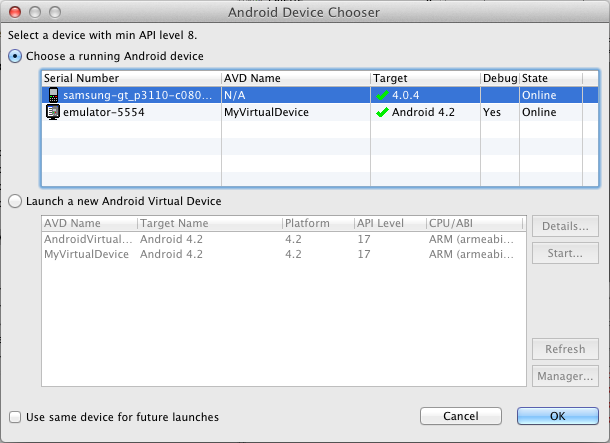 Android Device Chooser
Select a device with min API level 8.
Choose a running Android device
Serial Number AVD Name Target Debug State
samsung-gt_p3110-c080... N/A 4.0.4 Online
emulator-5554 MyVirtualDevice Android 4.2 Yes Online
Launch a new Android Virtual Device
AVD Name Target Name Platform API Level CPU/ABI
AndroidVirtual... Android 4.2 4.2 17 ARM (armeabi...
MyVirtualDevice Android 4.2 4.2 17 ARM (armeabi...
Details...
Start...
Refresh
Manager...
Use same device for future launches
Cancel OK